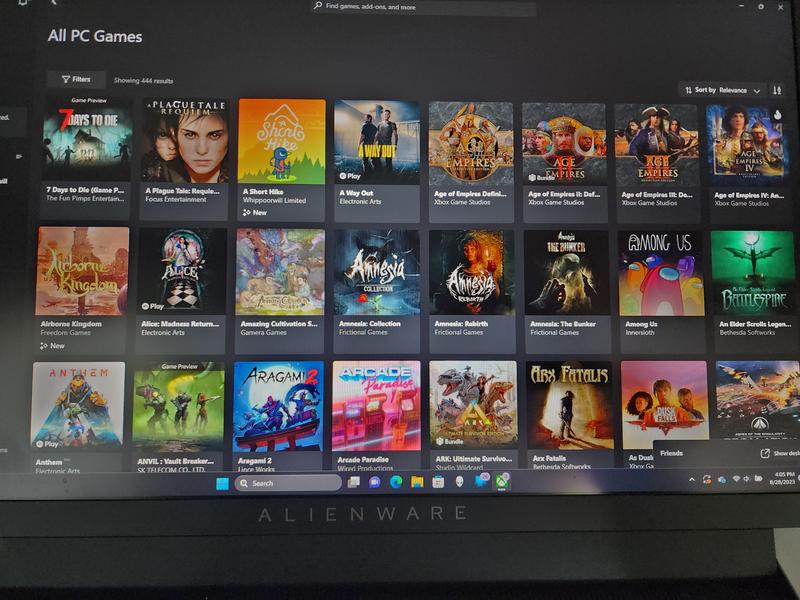 Find games, add-ons, and more
All PC Games
Filters
Showing 444 results
Sort by Relevance
Game Preview
7 DAYS TO DIE
A PLAGUE TALE
REQUIEM
A Short
Hike
A WAY OUT
EA Play
AGE
EMPIRES
Bundle
AGE
EMPIRES
AGE
EMPIRES
AGE
EMPIRES
IV
7 Days to Die (Game P...
The Fun Pimps Entertain...
A Plague Tale: Requie...
Focus Entertainment
A Short Hike
Whippoorwill Limited
New
A Way Out
Electronic Arts
Age of Empires Defini...
Xbox Game Studios
Age of Empires II: Def...
Xbox Game Studios
Age of Empires III: De...
Xbox Game Studios
Age of Empires IV: An...
Xbox Game Studios
Airborne
Kingdom
ALICE
Play
Amnesia
COLLECTION
Amnesia
REBIRTH
Amnesia
THE BUNKER
AMONG US
An Elder Scrolls Legend
BATTLESPIRE
Airborne Kingdom
Freedom Games
New
Alice: Madness Return...
Electronic Arts
Amazing Cultivation S...
Gamera Games
Amnesia: Collection
Frictional Games
Amnesia: Rebirth
Frictional Games
Amnesia: The Bunker
Frictional Games
Among Us
Innersloth
An Elder Scrolls Legen...
Bethesda Softworks
ANTHEM
Play
Game Preview
ARAGAMI 2
ARCADE
Paradise
ARK
ULTIMATE SURVIVOR EDITION
Bundle
ARX FATALIS
AS
DUSK
FALLS
Anthem
Electronic Arts
ANVIL : Vault Breaker...
SK TELECOM CO., LTD.
Aragami 2
Lince Works
Arcade Paradise
Wired Productions
ARK: Ultimate Survivo...
Studio Wildcard
Arx Fatalis
Bethesda Softworks
As Dusk
Xbox Ga
Friends
Show desk
Search
4:05 PM
8/28/2023
ALIENWARE